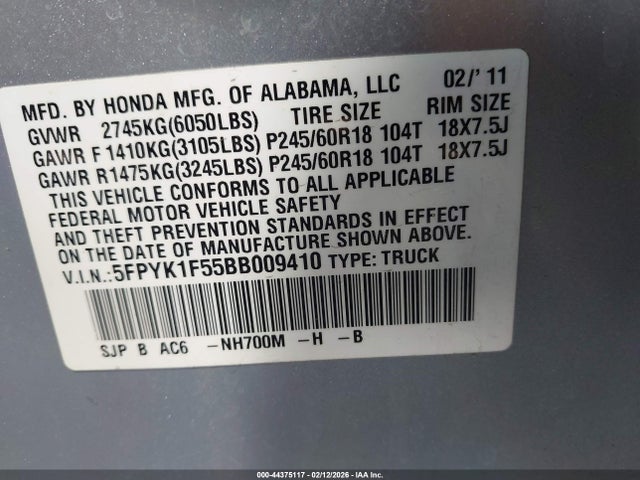 MFD. BY HONDA MFG. OF ALABAMA, LLC 02/'11
GVWR 2745KG(6050LBS) TIRE SIZE RIM SIZE
GAWR F 1410KG(3105LBS) P245/60R18 104T 18X7.5J
GAWR R1475KG(3245LBS) P245/60R18 104T 18X7.5J
THIS VEHICLE CONFORMS TO ALL APPLICABLE
FEDERAL MOTOR VEHICLE SAFETY
AND THEFT PREVENTION STANDARDS IN EFFECT
ON THE DATE OF MANUFACTURE SHOWN ABOVE.
V.I.N.:5FPYK1F55BB009410 TYPE:TRUCK
SJP B AC6 -NH700M -H -B
000-44375117 - 02/12/2026 - IAA Inc.